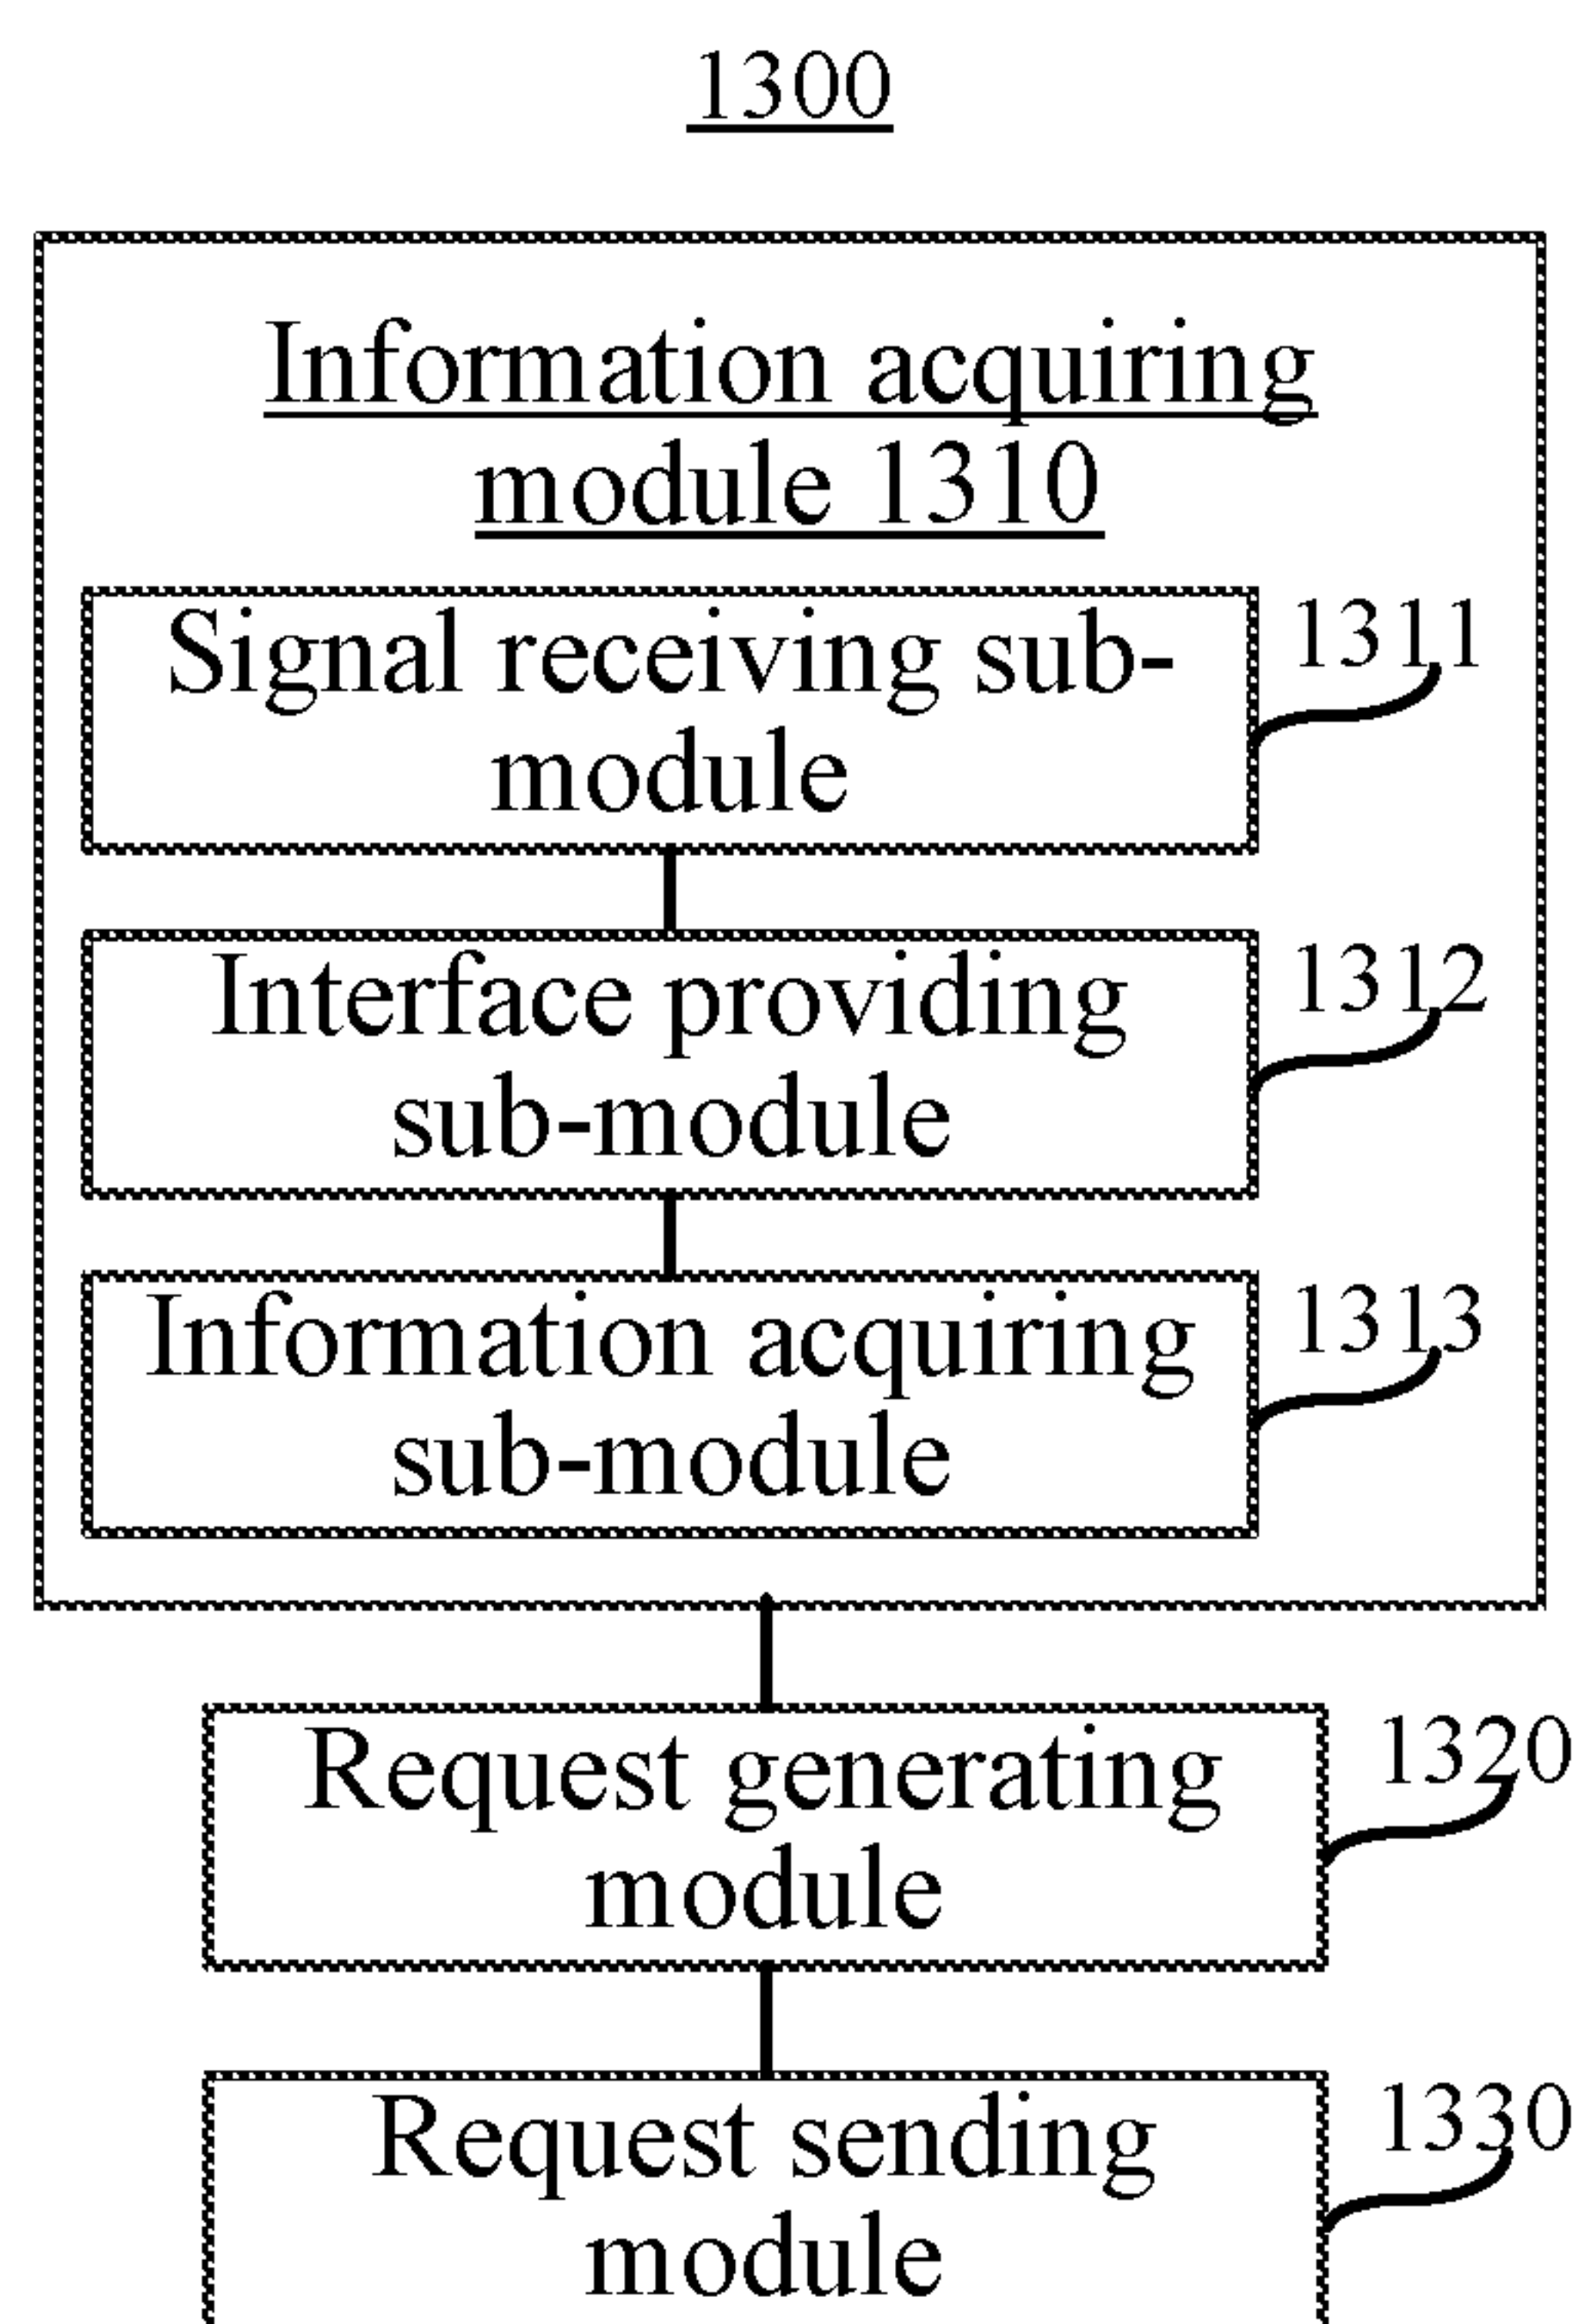 1300
Information acquiring
module 1310
Signal receiving sub-
module
1311
Interface providing
sub-module
1312
Information acquiring
sub-module
1313
Request generating
module
1320
Request sending
module
1330